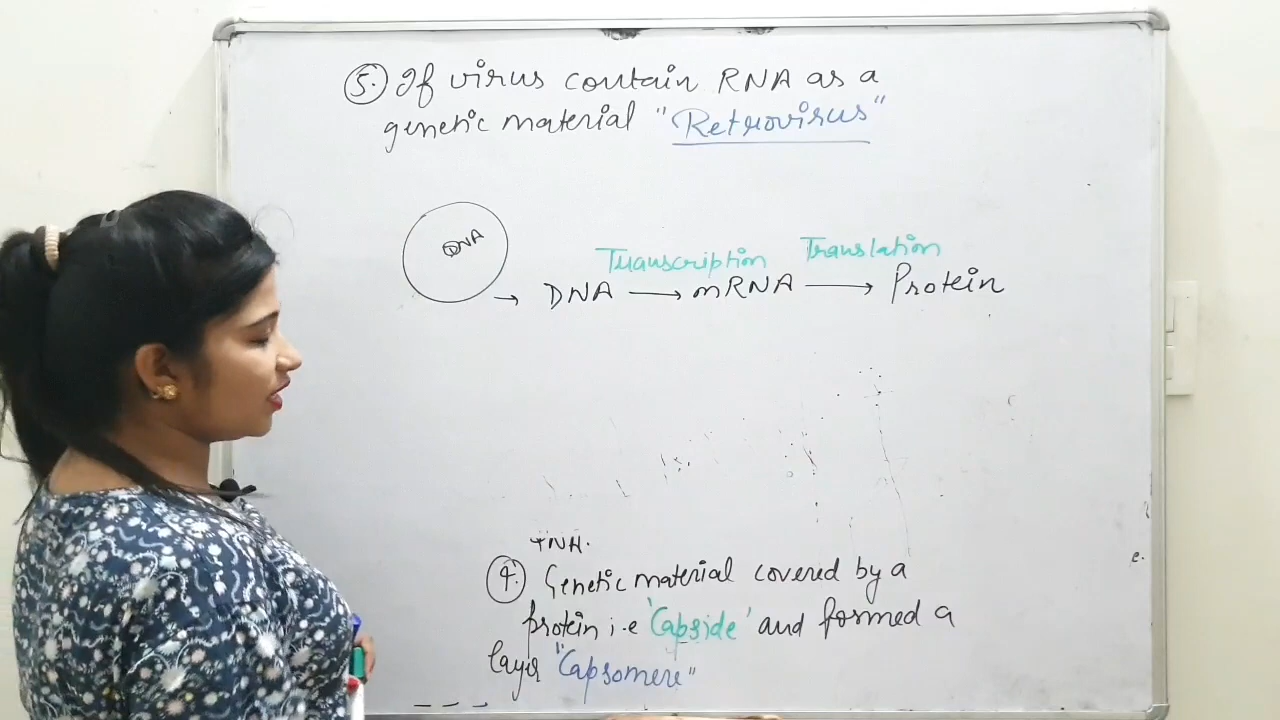 5. If virus contain RNA as a
genetic material "Retrovirus"
DNA
Transcription Translation
DNA → mRNA → Protein
4. Genetic material covered by a
protein i.e 'Capside' and formed a
layer "Capsomere"